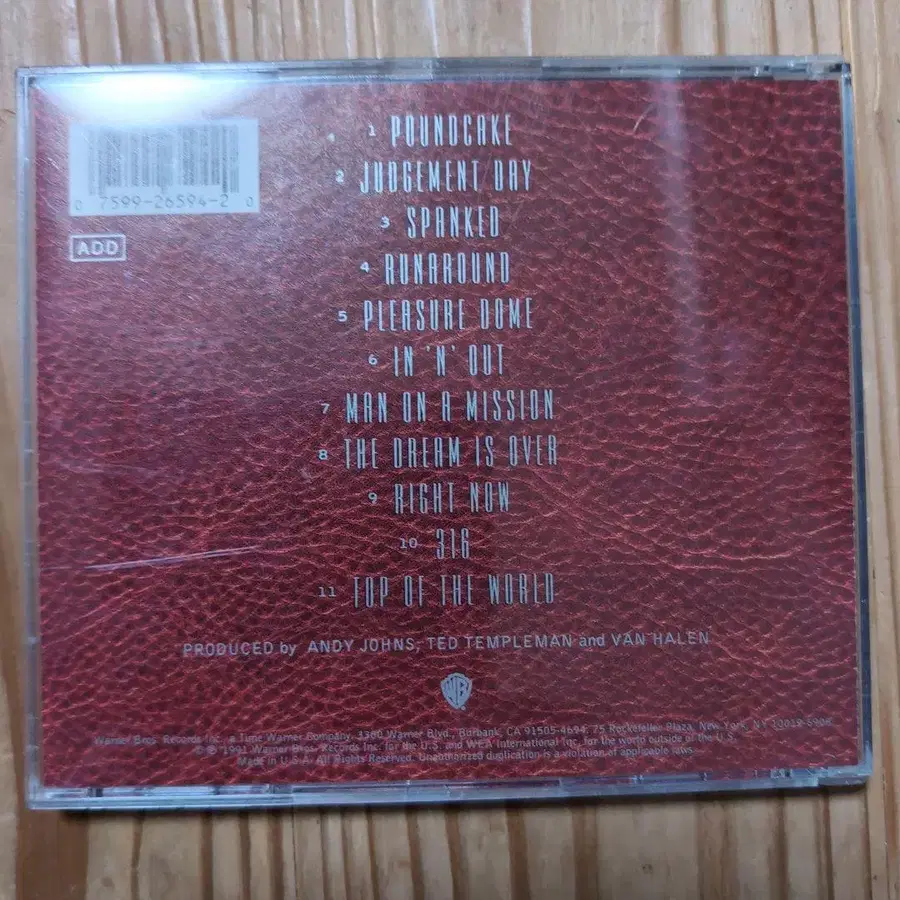 0 7599-26594-2 0
ADD
1 POUNDCAKE
2 JUDGEMENT DAY
3 SPANKED
4 RUNAROUND
5 PLEASURE DOME
6 IN 'N' OUT
7 MAN ON A MISSION
8 THE DREAM IS OVER
9 RIGHT NOW
10 316
11 TOP OF THE WORLD
PRODUCED by ANDY JOHNS; TED TEMPLEMAN and VAN HALEN
WB
Warner Bros. Records Inc. a Time Warner Company, 3300 Warner Blvd., Burbank, CA 91505-4694. 75 Rockefeller Plaza, New York, NY 10019-6908
© ℗ 1991 Warner Bros. Records Inc. for the U.S. and WEA International Inc. for the world outside of the U.S.
Made in U.S.A. All Rights Reserved. Unauthorized duplication is a violation of applicable laws.